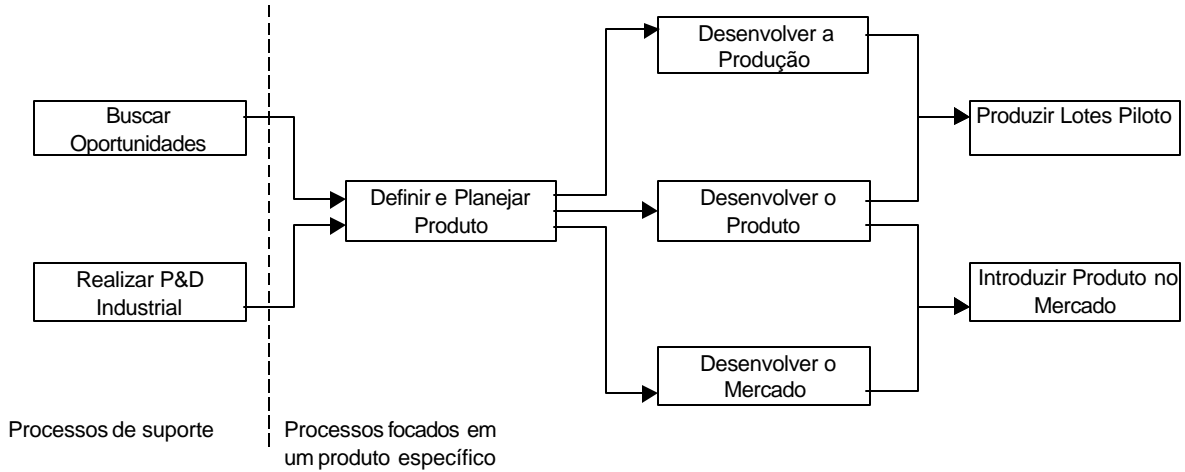 Desenvolver a
Produção
Buscar
Oportunidades
Produzir Lotes Piloto
Definir e Planejar
Produto
Desenvolver o
Produto
Realizar P&D
Industrial
Introduzir Produto no
Mercado
Desenvolver o
Mercado
Processos de suporte
Processos focados em
um produto específico